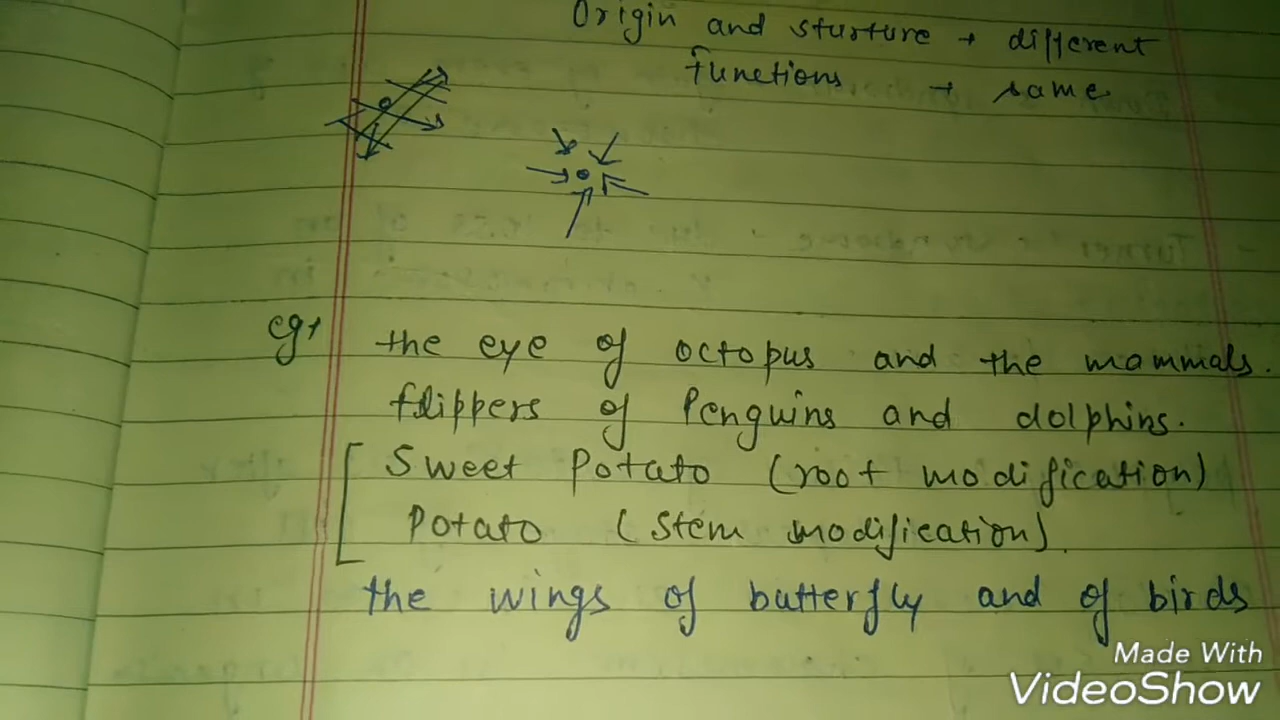 Origin and sturture → different
functions → same
eg,
the eye of octopus and the mammals.
flippers of Penguins and dolphins.
Sweet Potato (root modification)
Potato (stem modification).
the wings of butterfly and of birds
Made With
VideoShow